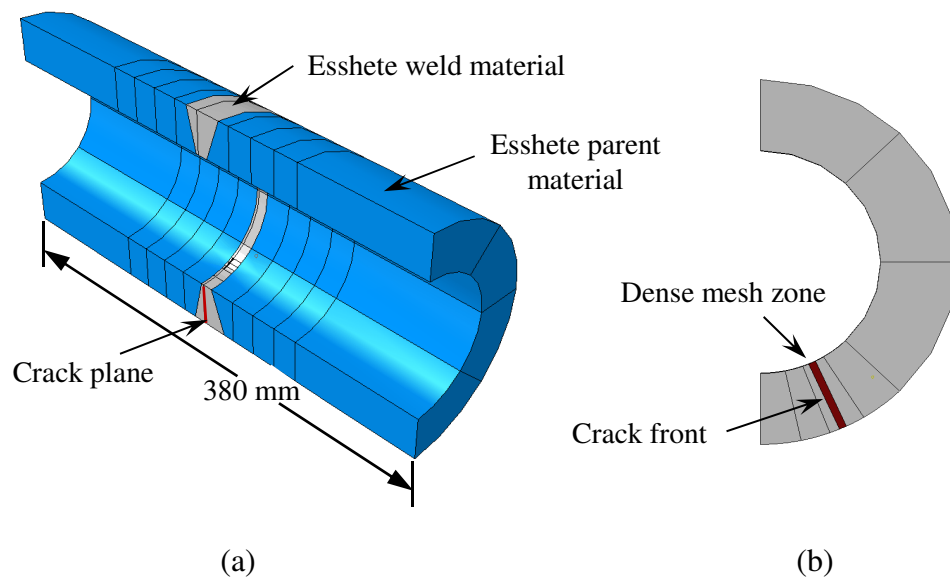 Esshete weld material
Esshete parent
material
Crack plane
380 mm
(a)
Dense mesh zone
Crack front
(b)